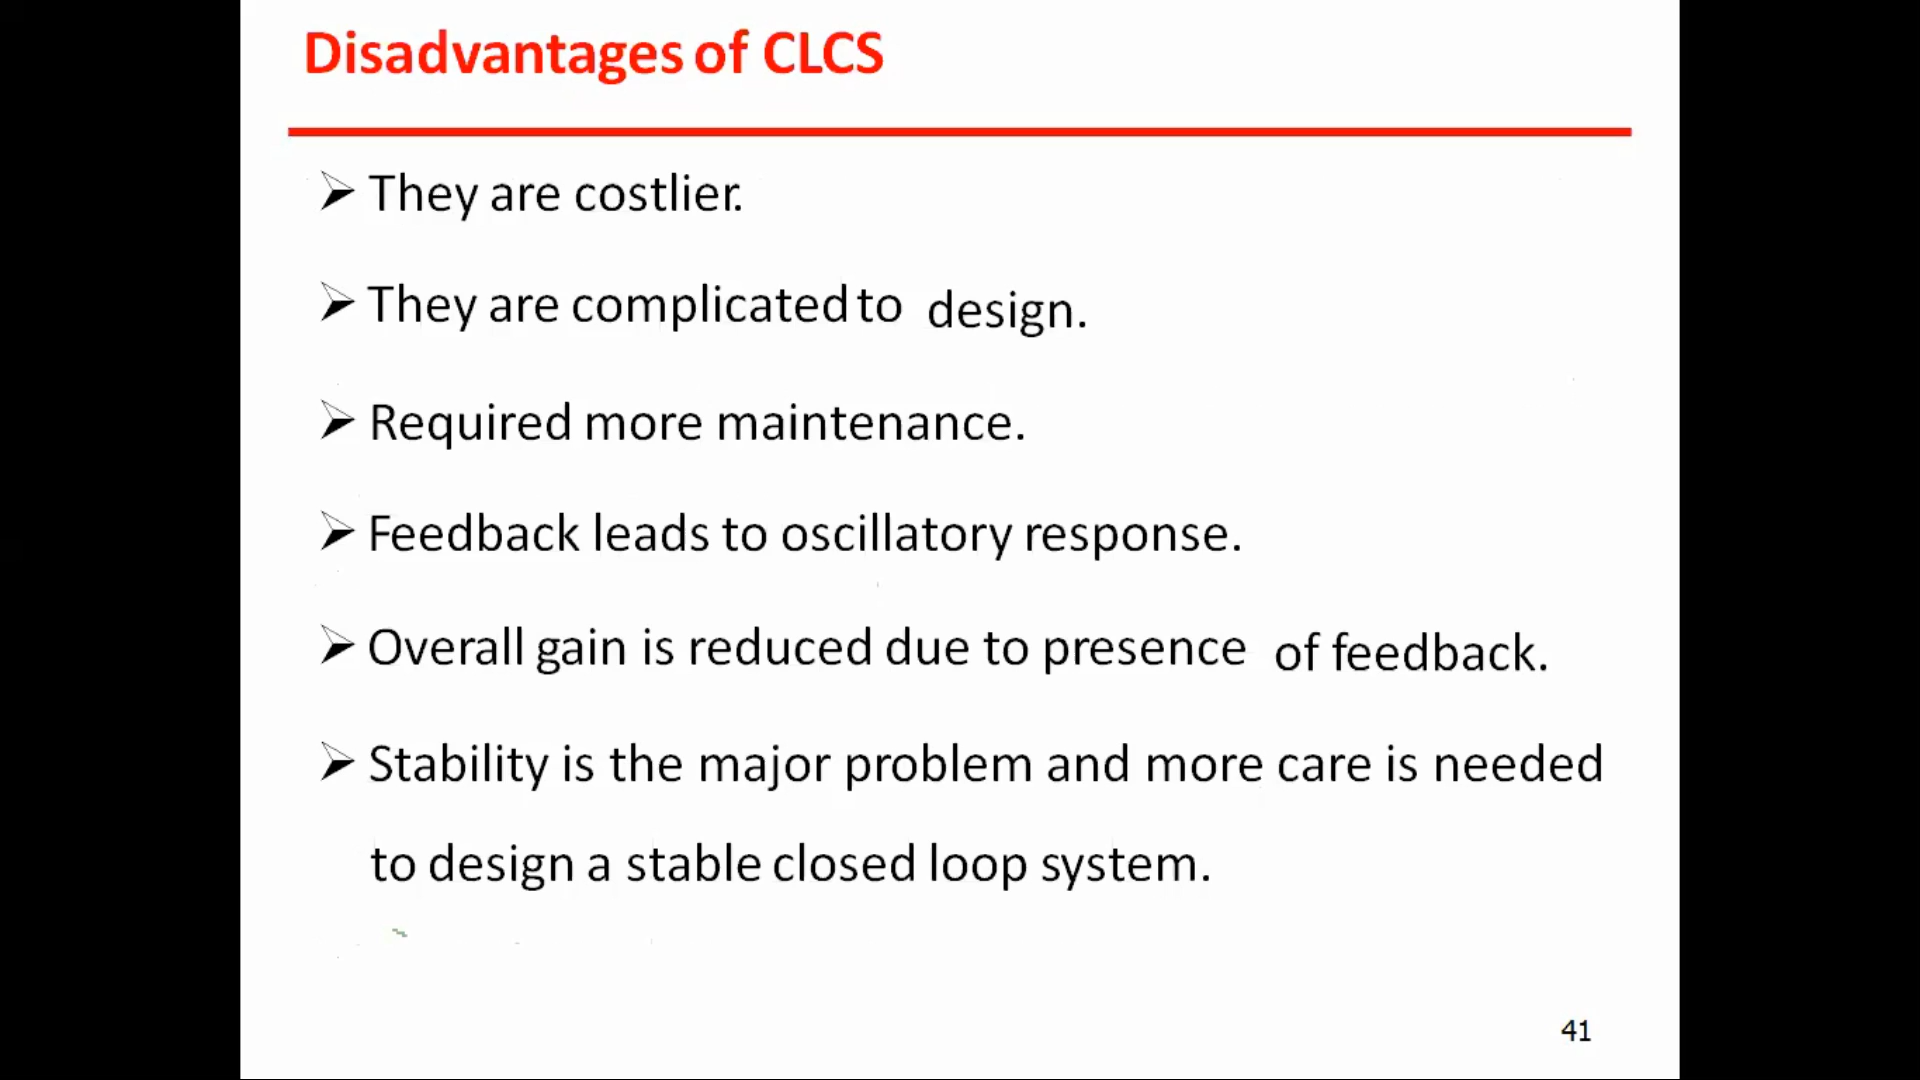 Disadvantages of CLCS
➢ They are costlier.
➢ They are complicated to design.
➢ Required more maintenance.
➢ Feedback leads to oscillatory response.
➢ Overall gain is reduced due to presence of feedback.
➢ Stability is the major problem and more care is needed
to design a stable closed loop system.
41